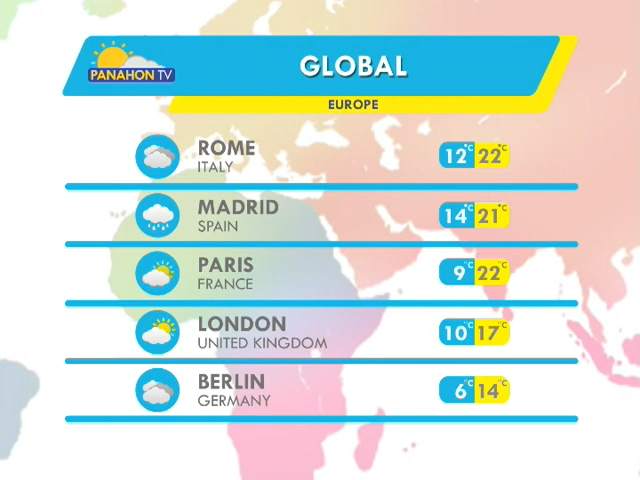 PANAHON TV
GLOBAL
EUROPE
ROME
ITALY
12°C 22°C
MADRID
SPAIN
14°C 21°C
PARIS
FRANCE
9°C 22°C
LONDON
UNITED KINGDOM
10°C 17°C
BERLIN
GERMANY
6°C 14°C